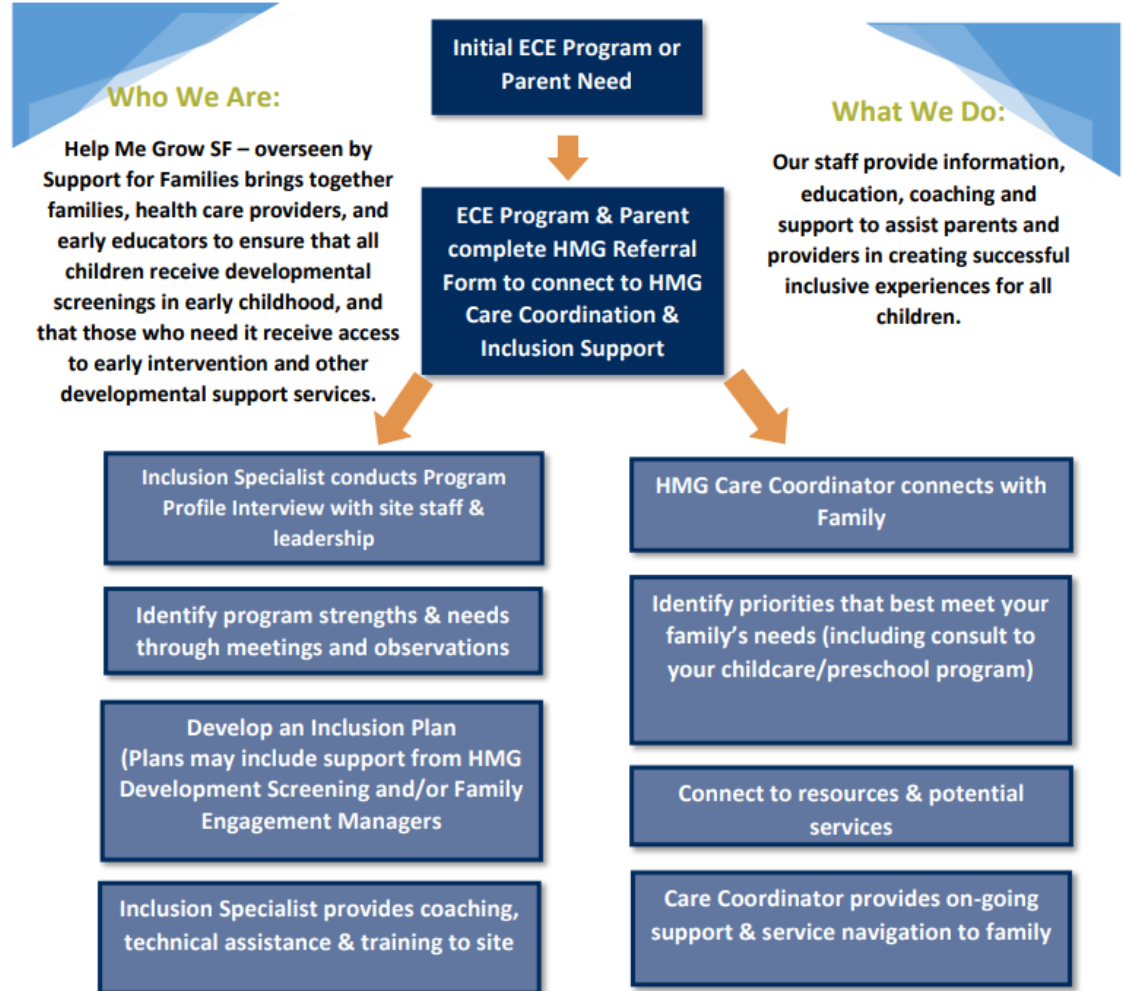 Initial ECE Program or
Parent Need
Who We Are:
Help Me Grow SF – overseen by
Support for Families brings together
families, health care providers, and
early educators to ensure that all
children receive developmental
screenings in early childhood, and
that those who need it receive access
to early intervention and other
developmental support services.
What We Do:
Our staff provide information,
education, coaching and
support to assist parents and
providers in creating successful
inclusive experiences for all
children.
ECE Program & Parent
complete HMG Referral
Form to connect to HMG
Care Coordination &
Inclusion Support
Inclusion Specialist conducts Program
Profile Interview with site staff &
leadership
Identify program strengths & needs
through meetings and observations
Develop an Inclusion Plan
(Plans may include support from HMG
Development Screening and/or Family
Engagement Managers
Inclusion Specialist provides coaching,
technical assistance & training to site
HMG Care Coordinator connects with
Family
Identify priorities that best meet your
family’s needs (including consult to
your childcare/preschool program)
Connect to resources & potential
services
Care Coordinator provides on-going
support & service navigation to family